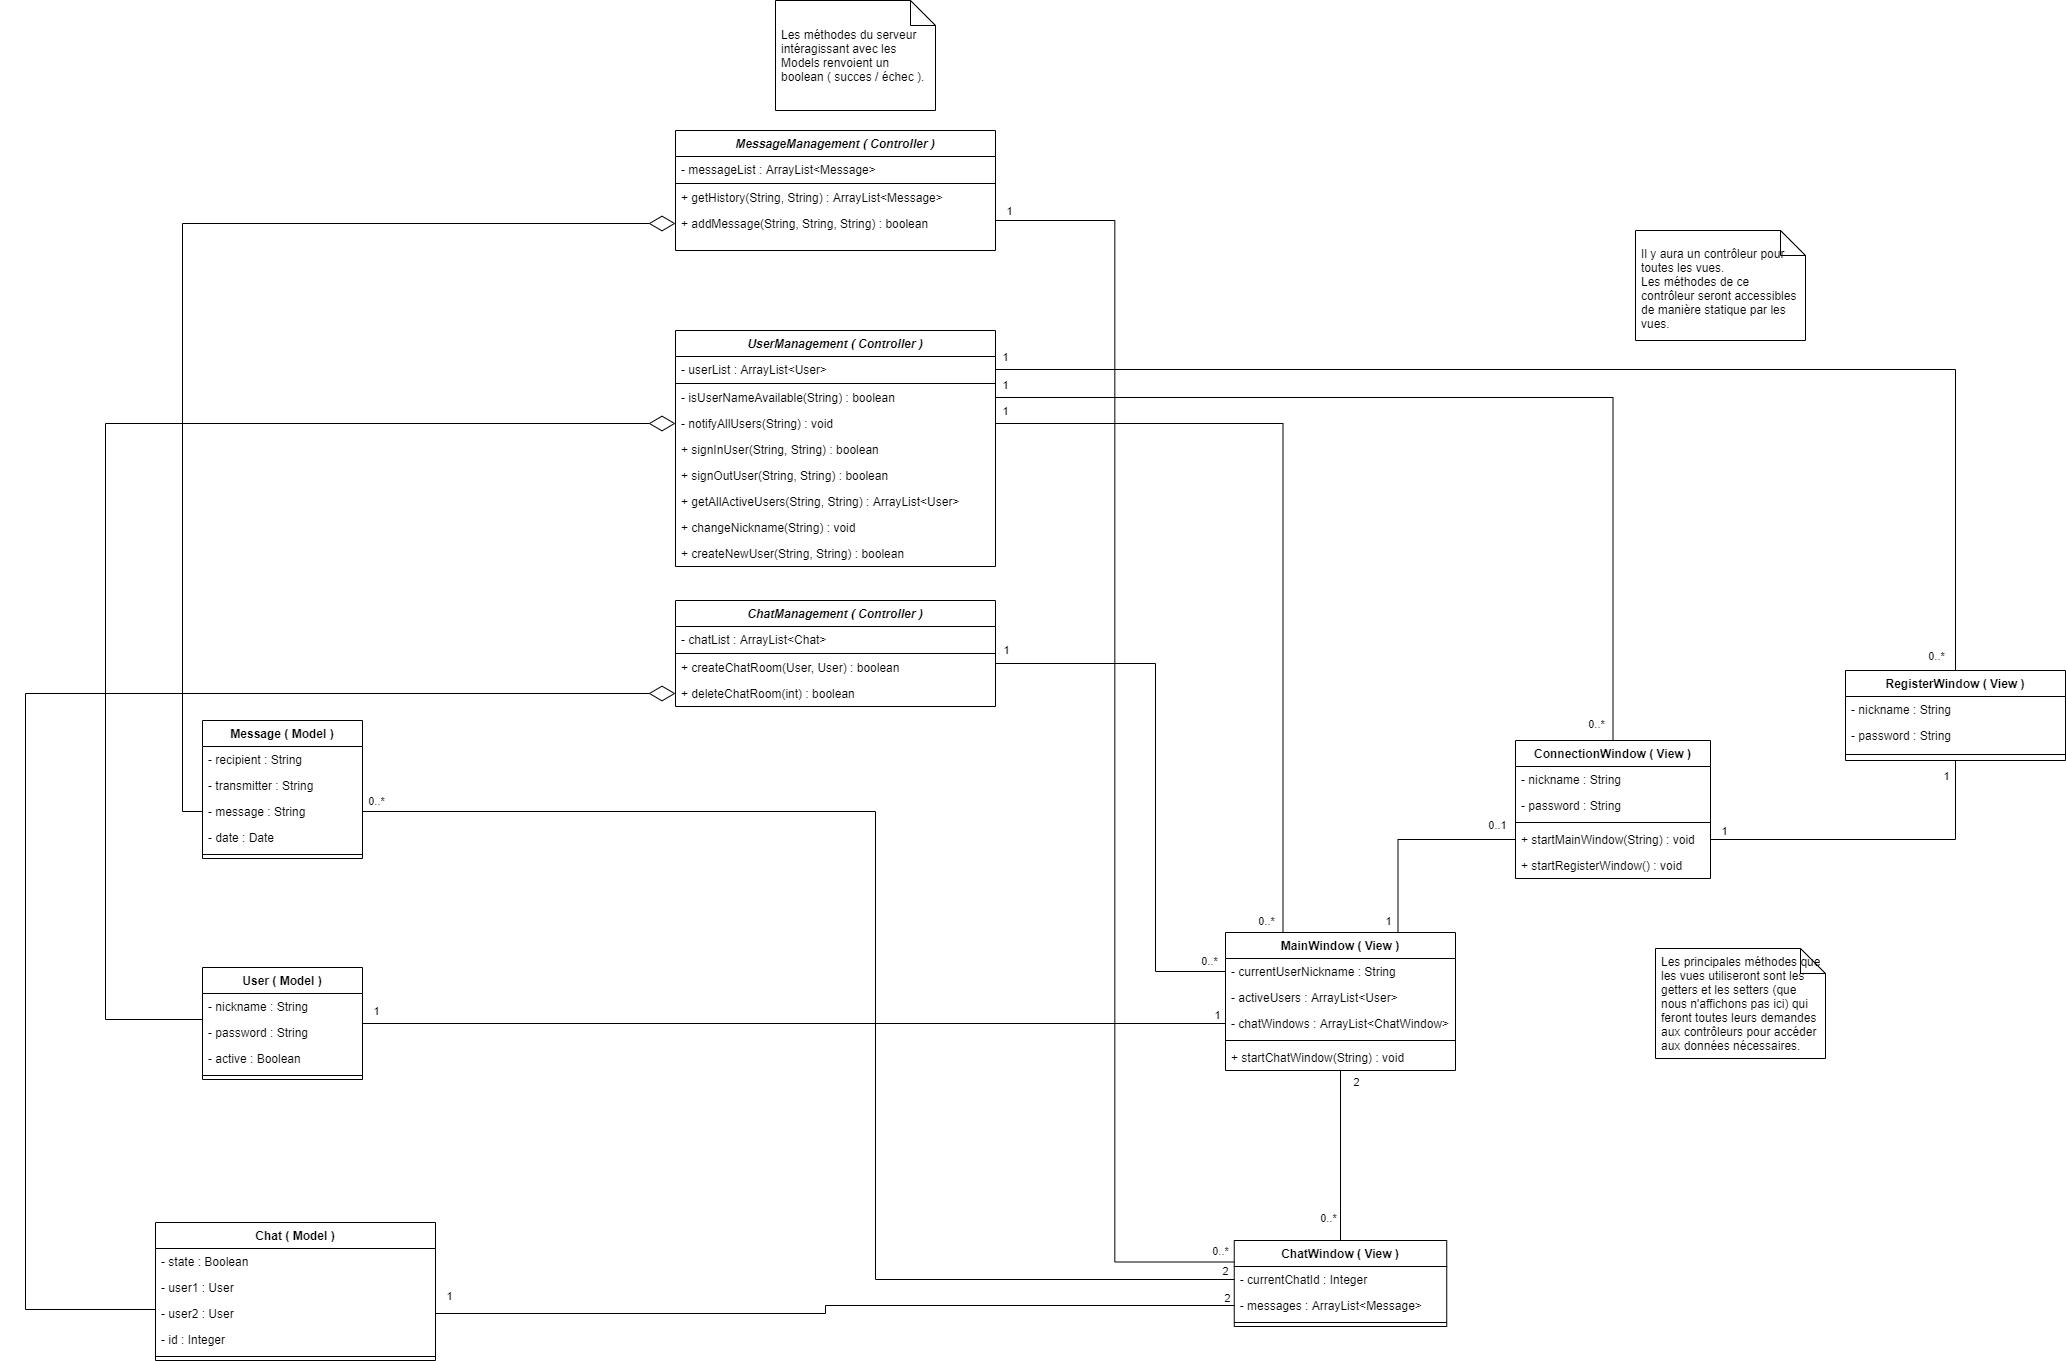 Les méthodes du serveur
intéragissant avec les
Models renvoient un
boolean ( succes / échec ).
MessageManagement ( Controller )
- messageList : ArrayList<Message>
+ getHistory(String, String) : ArrayList<Message>
+ addMessage(String, String, String) : boolean
1
Il y aura un contrôleur pour
toutes les vues.
Les méthodes de ce
contrôleur seront accessibles
de manière statique par les
vues.
UserManagement ( Controller )
- userList : ArrayList<User>
- isUserNameAvailable(String) : boolean
- notifyAllUsers(String) : void
+ signInUser(String, String) : boolean
+ signOutUser(String, String) : boolean
+ getAllActiveUsers(String, String) : ArrayList<User>
+ changeNickname(String) : void
+ createNewUser(String, String) : boolean
1
1
1
ChatManagement ( Controller )
- chatList : ArrayList<Chat>
+ createChatRoom(User, User) : boolean
+ deleteChatRoom(int) : boolean
1
0..*
RegisterWindow ( View )
- nickname : String
- password : String
1
Message ( Model )
- recipient : String
- transmitter : String
- message : String
- date : Date
0..*
0..*
ConnectionWindow ( View )
- nickname : String
- password : String
+ startMainWindow(String) : void
+ startRegisterWindow() : void
0..1
1
0..*
1
0..*
MainWindow ( View )
- currentUserNickname : String
- activeUsers : ArrayList<User>
- chatWindows : ArrayList<ChatWindow>
+ startChatWindow(String) : void
1
2
Les principales méthodes que
les vues utiliseront sont les
getters et les setters (que
nous n'affichons pas ici) qui
feront toutes leurs demandes
aux contrôleurs pour accéder
aux données nécessaires.
User ( Model )
- nickname : String
- password : String
- active : Boolean
1
Chat ( Model )
- state : Boolean
- user1 : User
- user2 : User
- id : Integer
1
0..*
0..*
2
2
ChatWindow ( View )
- currentChatId : Integer
- messages : ArrayList<Message>